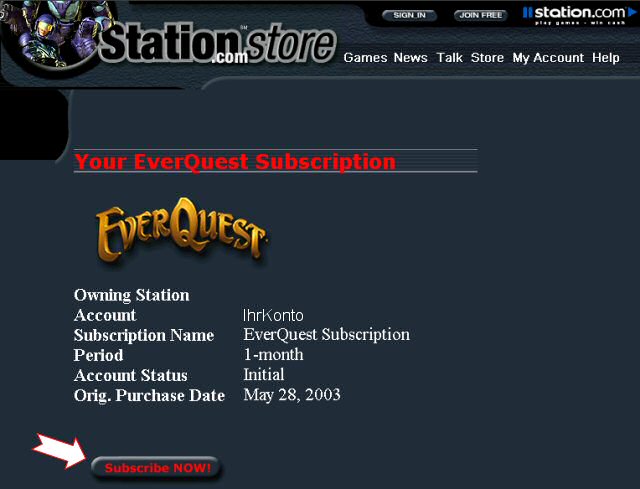 SIGN IN JOIN FREE station.com
play games - win cash
Station store
.com
Games News Talk Store My Account Help
Your EverQuest Subscription
EVERQUEST
Owning Station
Account IhrKonto
Subscription Name EverQuest Subscription
Period 1-month
Account Status Initial
Orig. Purchase Date May 28, 2003
Subscribe NOW!